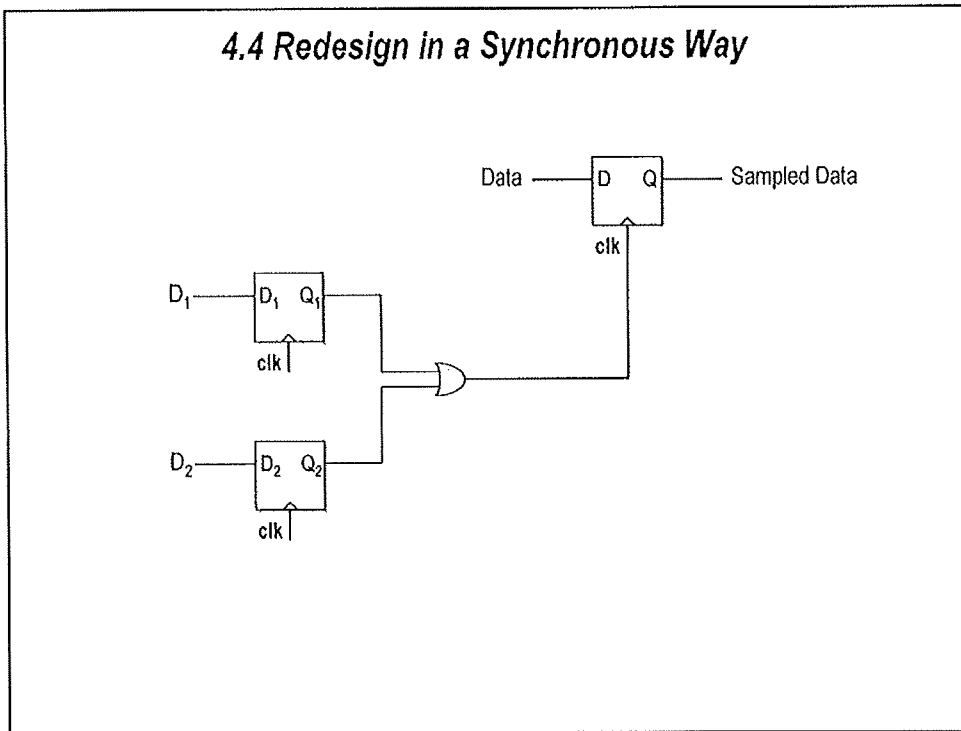 4.4 Redesign in a Synchronous Way
Data
D Q
Sampled Data
clk
D₁
D₁ Q₁
clk
D₂
D₂ Q₂
clk